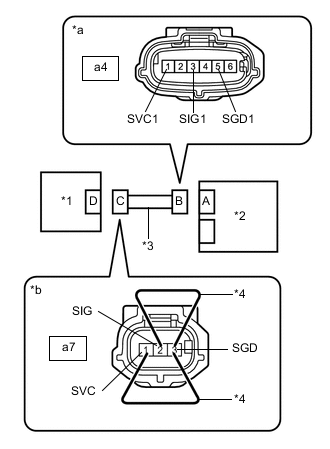 *a
a4
1 2 3 4 5 6
SVC1 SIG1 SGD1
*1 D C B A *2
*3
*b
*4
SIG
a7
1 2
SGD
SVC
*4